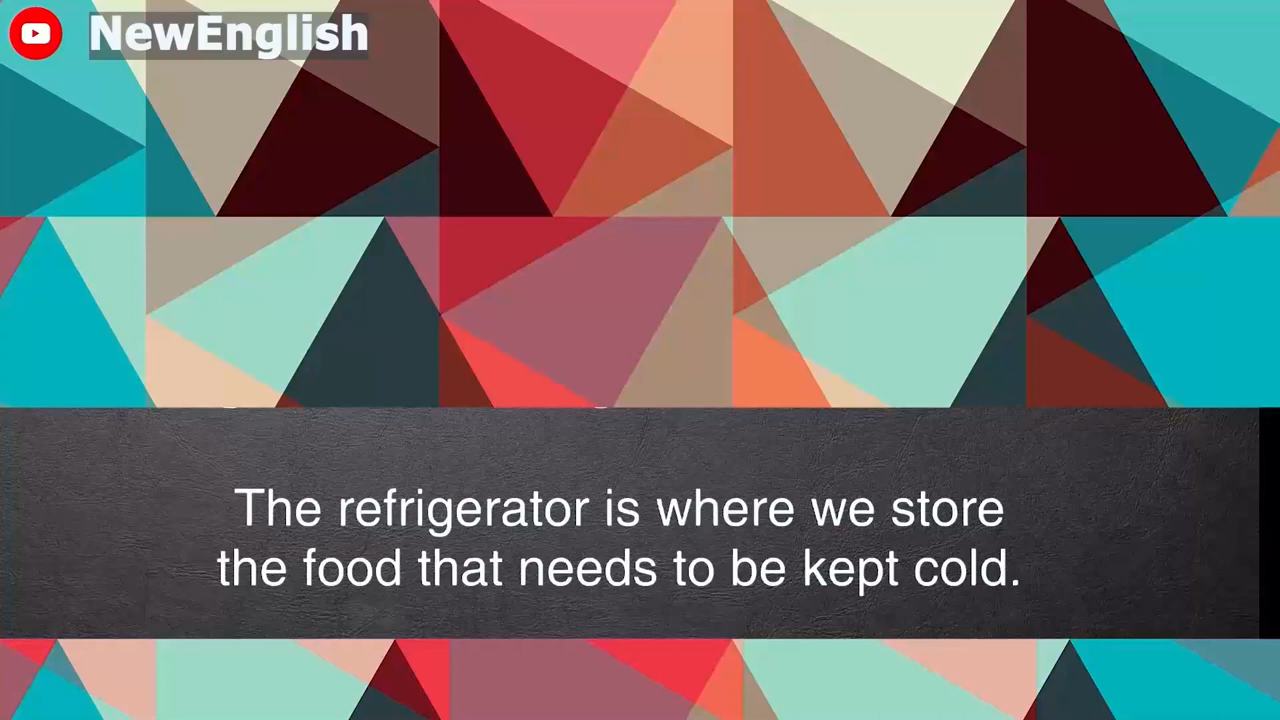 NewEnglish
The refrigerator is where we store
the food that needs to be kept cold.